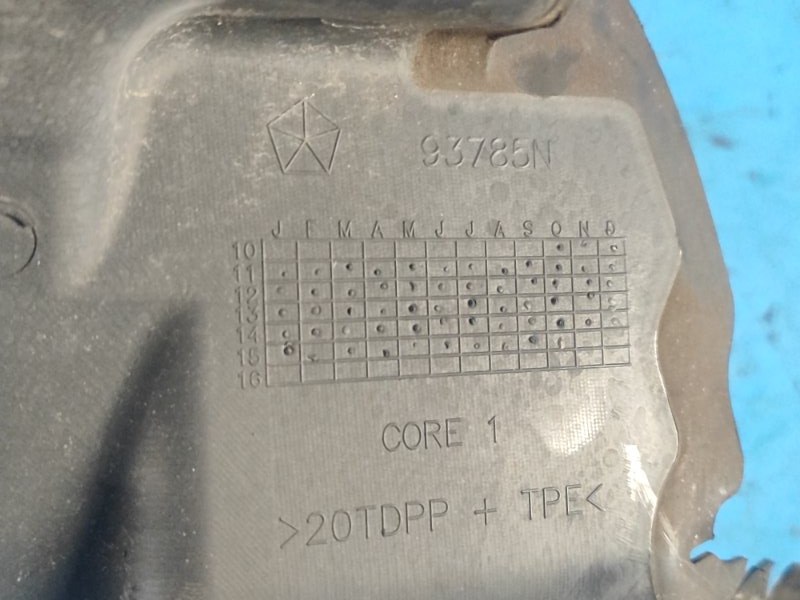 93785N
J F M A M J J A S O N D
10
11
12
13
14
15
16
CORE 1
>20TDPP + TPE<